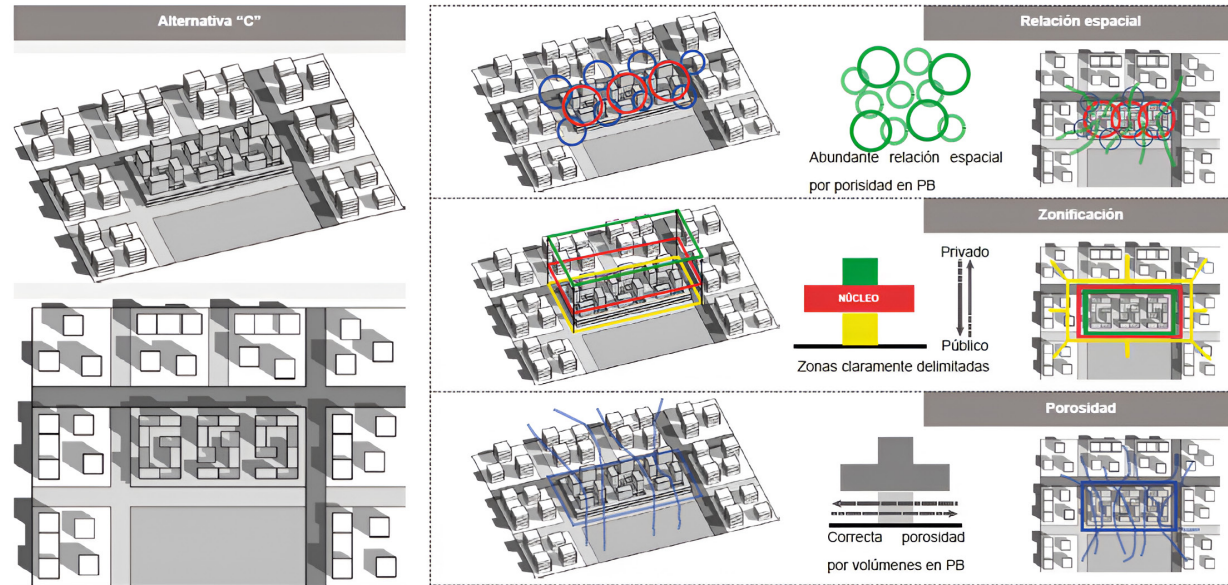 Alternativa “C”
Relación espacial
Abundante relación espacial
por porisidad en PB
Zonificación
Privado
NÚCLEO
Público
Zonas claramente delimitadas
Porosidad
Correcta porosidad
por volúmenes en PB